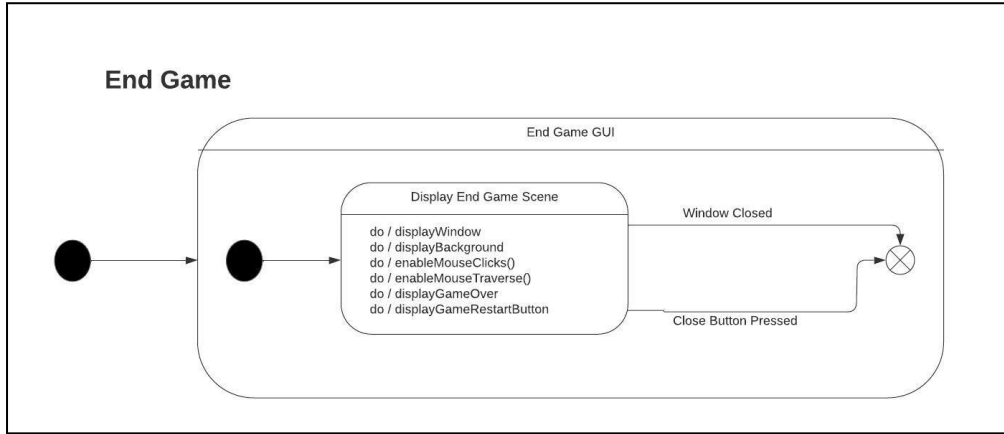 End Game
End Game GUI
Display End Game Scene
do / displayWindow
do / displayBackground
do / enableMouseClicks()
do / enableMouseTraverse()
do / displayGameOver
do / displayGameRestartButton
Window Closed
Close Button Pressed